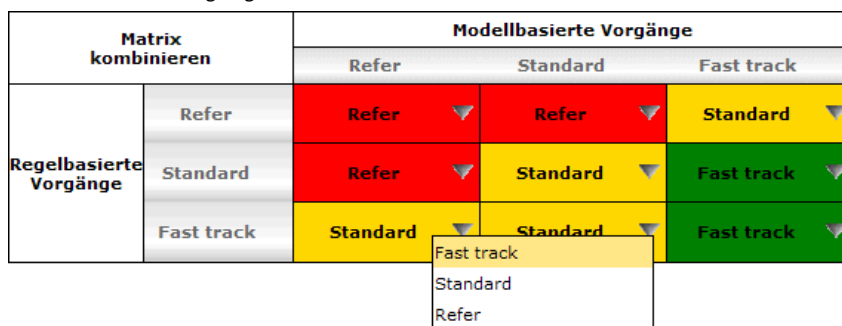 Matrix
kombinieren
Modellbasierte Vorgänge
Refer Standard Fast track
Refer Refer Refer Standard
Regelbasierte
Vorgänge
Standard Refer Standard Fast track
Fast track Standard Standard Fast track
Fast track
Standard
Refer